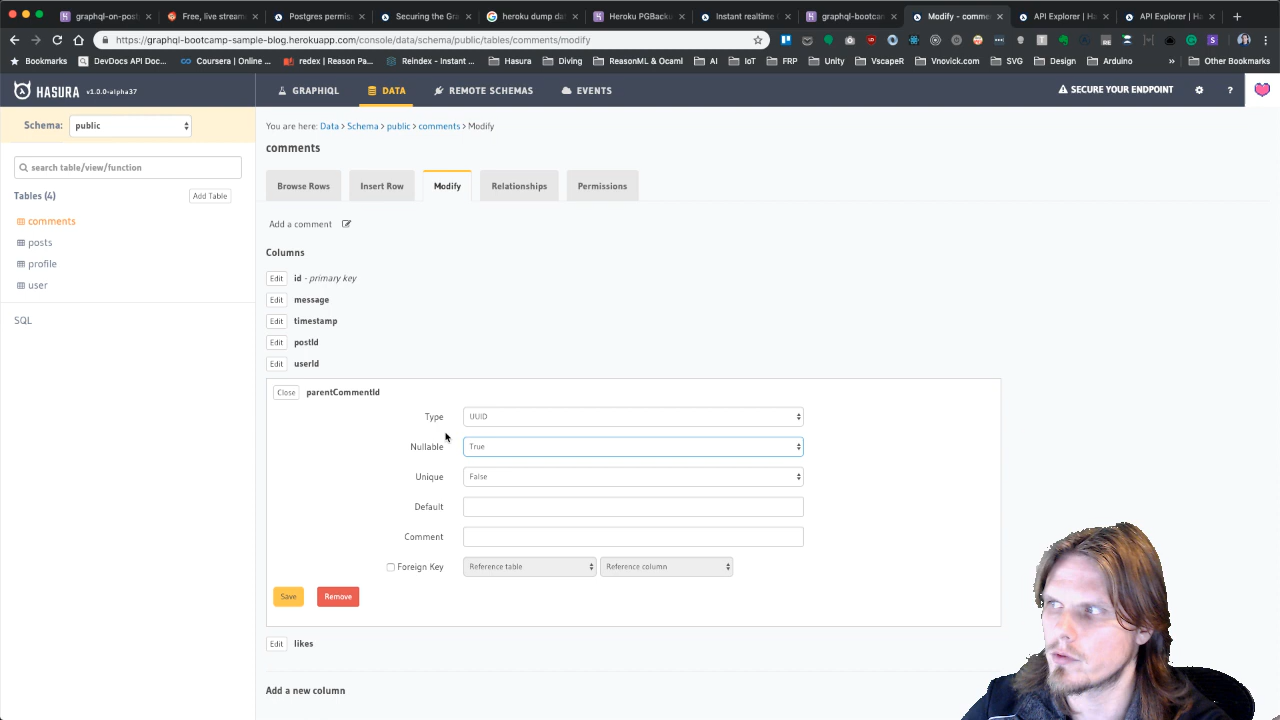 graphql-on-post
Free, live stream
Postgres
Securing the Gr
heroku dump da
Heroku PGBacku
Instant realtime
graphql-bootca
Modify - comme
API Explorer | Ha
API Explorer | Ha
https://graphql-bootcamp-sample-blog.herokuapp.com/console/data/schema/public/tables/comments/modify
Bookmarks DevDocs API Doc... Coursera | Online ... redex | Reason Pa... Reindex - Instant ... Hasura Diving ReasonML & Ocaml AI IoT FRP Unity VscapeR Vnovick.com SVG Design Arduino » Other Bookmarks
HASURA v1.0.0-alpha37 GRAPHIQL DATA REMOTE SCHEMAS EVENTS SECURE YOUR ENDPOINT ?
Schema: public
You are here: Data > Schema > public > comments > Modify
comments
search table/view/function
Browse Rows Insert Row Modify Relationships Permissions
Tables (4) Add Table
comments
posts
profile
user
SQL
Add a comment
Columns
Edit id - primary key
Edit message
Edit timestamp
Edit postId
Edit userId
Close parentCommentId
Type UUID
Nullable True
Unique False
Default
Comment
Foreign Key Reference table Reference column
Save Remove
Edit likes
Add a new column